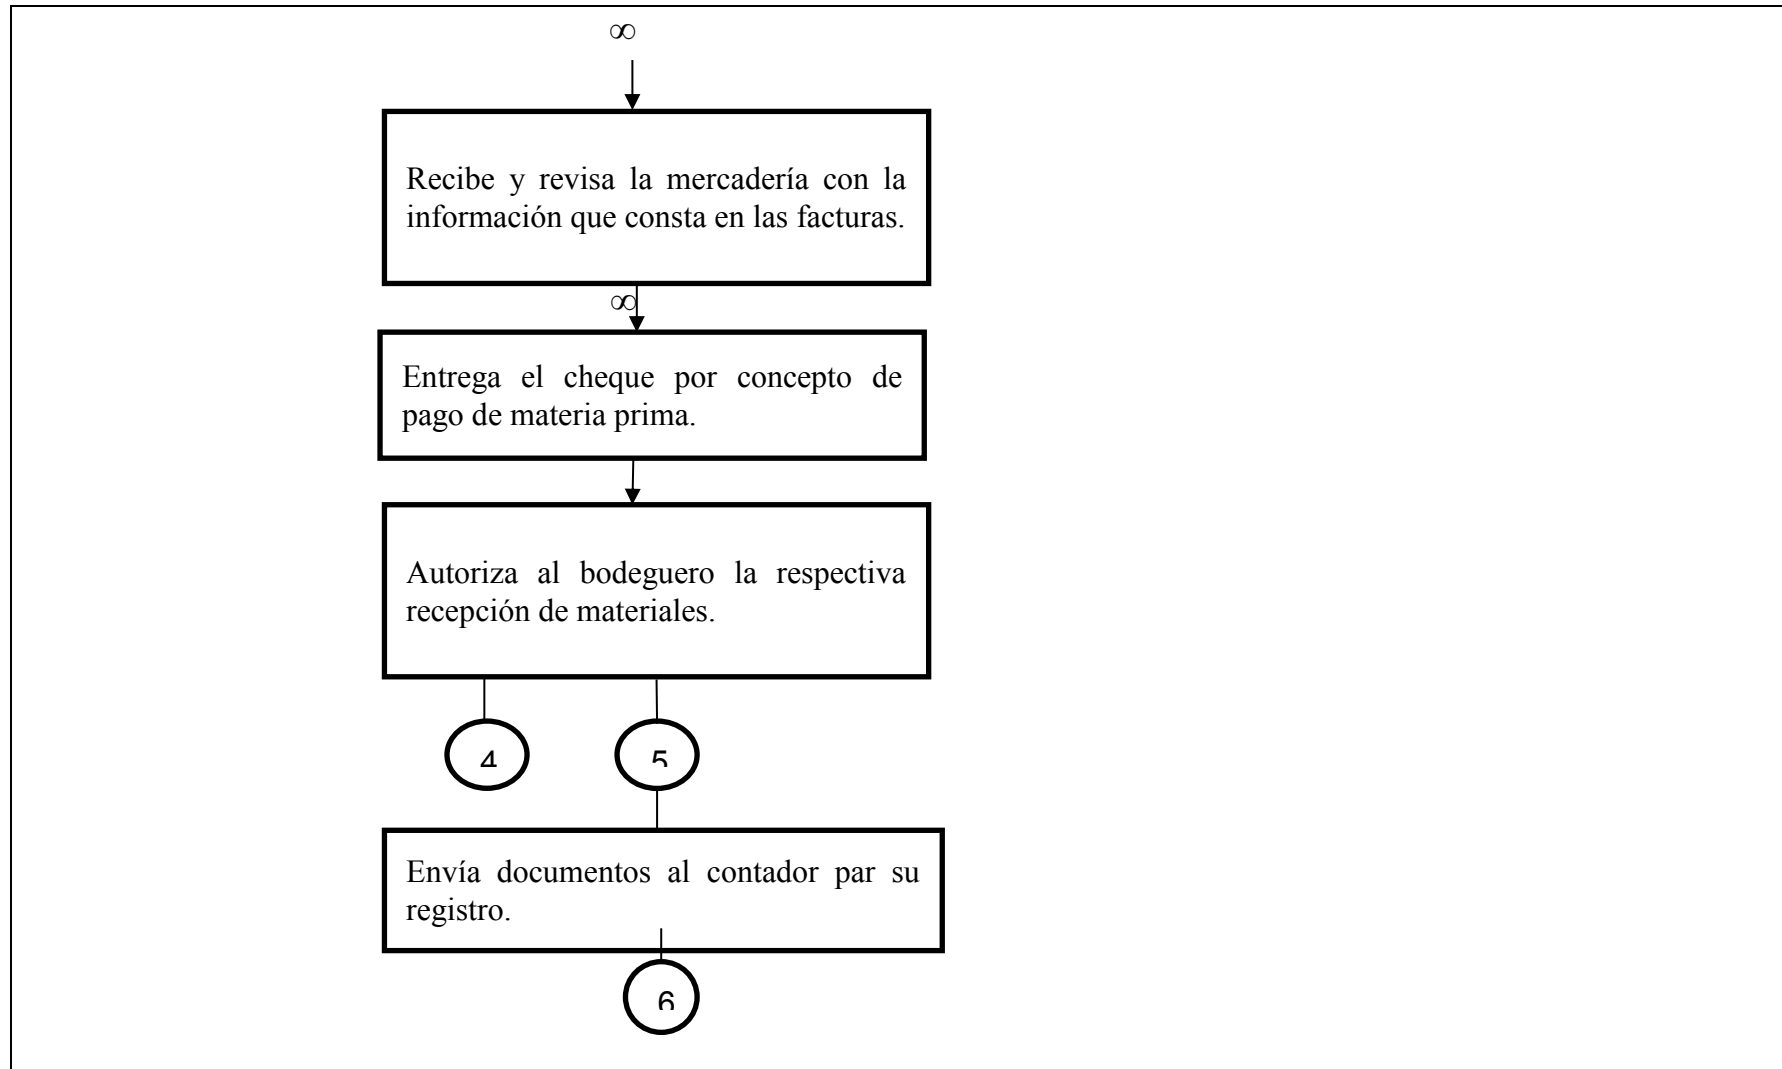 ∞
Recibe y revisa la mercadería con la
información que consta en las facturas.
∞
Entrega el cheque por concepto de
pago de materia prima.
Autoriza al bodeguero la respectiva
recepción de materiales.
4
5
Envía documentos al contador par su
registro.
6